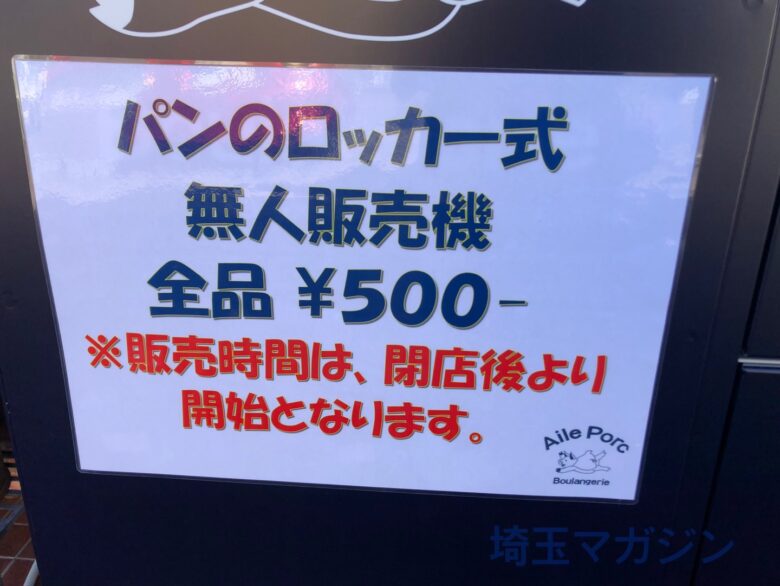 パンのロッカー式
無人販売機
全品 ¥500-
※販売時間は、閉店後より
開始となります。
Aile Porc
Boulangerie
埼玉マガジン